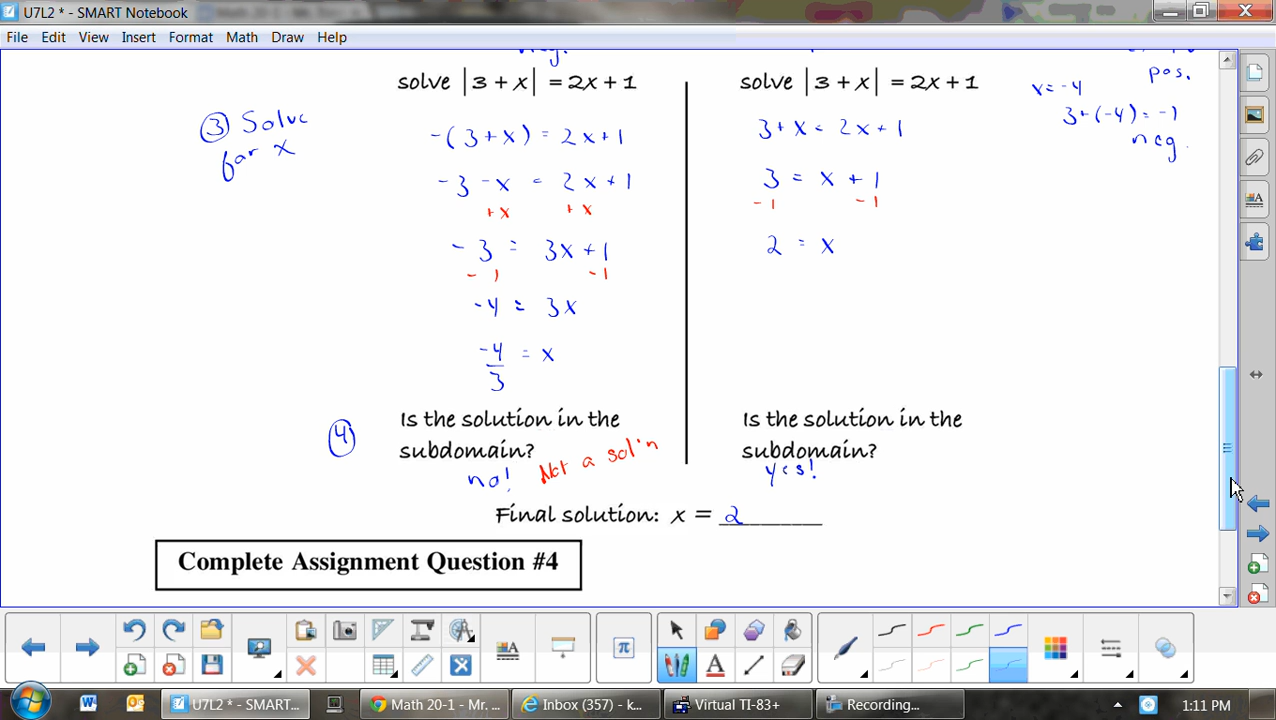 U7L2 * - SMART Notebook
File Edit View Insert Format Math Draw Help
neg.
solve |3 + x| = 2x + 1
③ Solve
for x
-(3+x) = 2x+1
-3 -x = 2x+1
+x +x
-3 = 3x+1
-1 -1
-4 = 3x
-4/3 = x
④
Is the solution in the
subdomain?
no! Not a sol'n
solve |3 + x| = 2x + 1
3+x = 2x+1
3 = x + 1
-1 -1
2 = x
Is the solution in the
subdomain?
yes!
pos.
x = -4
3+(-4) = -1
neg.
Final solution: x = 2
Complete Assignment Question #4
π
A
U7L2 * - SMART...
Math 20-1 - Mr. ...
Inbox (357) - k...
Virtual TI-83+
Recording...
1:11 PM